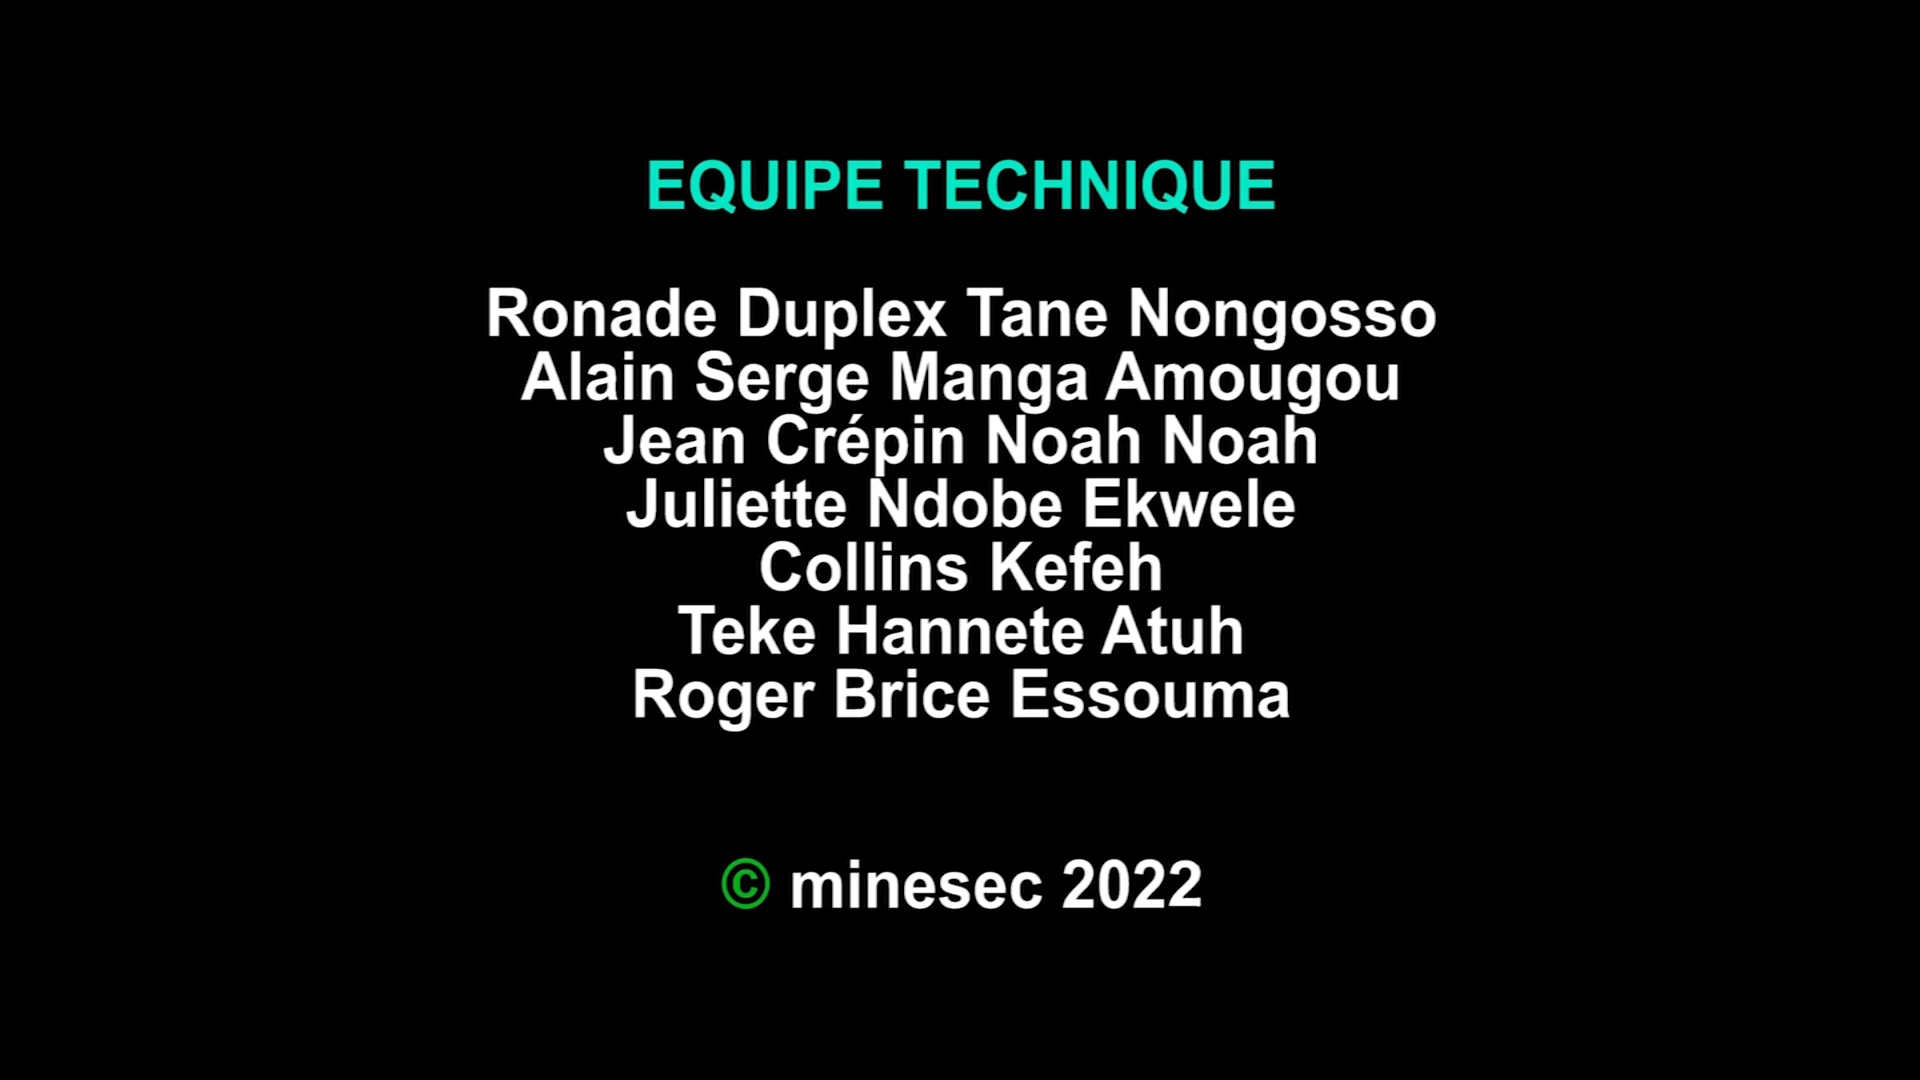 EQUIPE TECHNIQUE
Ronade Duplex Tane Nongosso
Alain Serge Manga Amougou
Jean Crépin Noah Noah
Juliette Ndobe Ekwele
Collins Kefeh
Teke Hannete Atuh
Roger Brice Essouma
© minesec 2022